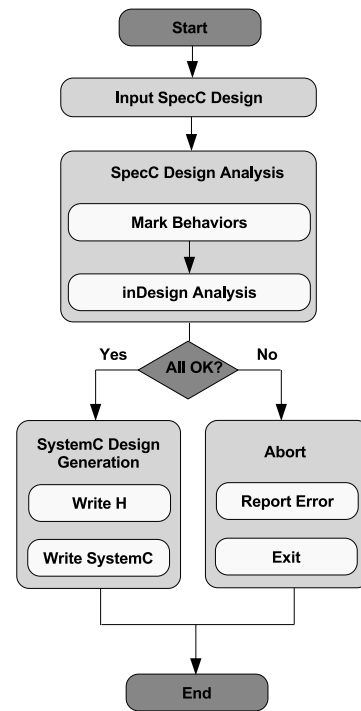 Start
Input SpecC Design
SpecC Design Analysis
Mark Behaviors
inDesign Analysis
Yes
All OK?
No
SystemC Design
Generation
Write H
Write SystemC
Abort
Report Error
Exit
End